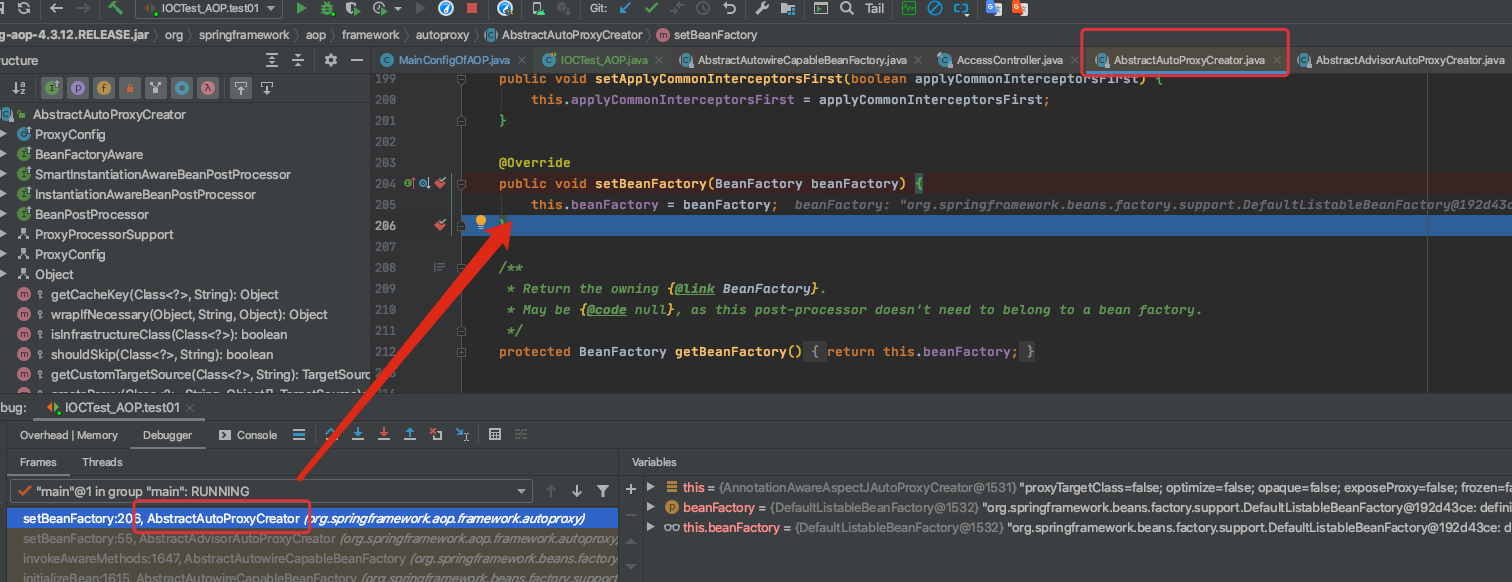 IOCTest_AOP.test01
Git:
Tail
g-aop-4.3.12.RELEASE.jar org springframework aop framework autoproxy AbstractAutoProxyCreator setBeanFactory
ructure
MainConfigOfAOP.java IOCTest_AOP.java AbstractAutowireCapableBeanFactory.java AccessController.java AbstractAutoProxyCreator.java AbstractAdvisorAutoProxyCreator.java
AbstractAutoProxyCreator
ProxyConfig
BeanFactoryAware
SmartInstantiationAwareBeanPostProcessor
InstantiationAwareBeanPostProcessor
BeanPostProcessor
ProxyProcessorSupport
ProxyConfig
Object
getCacheKey(Class<?>, String): Object
wrapIfNecessary(Object, String, Object): Object
isInfrastructureClass(Class<?>): boolean
shouldSkip(Class<?>, String): boolean
getCustomTargetSource(Class<?>, String): TargetSourc
199 public void setApplyCommonInterceptorsFirst(boolean applyCommonInterceptorsFirst) {
200 this.applyCommonInterceptorsFirst = applyCommonInterceptorsFirst;
201 }
202
203 @Override
204 public void setBeanFactory(BeanFactory beanFactory) {
205 this.beanFactory = beanFactory; beanFactory: "org.springframework.beans.factory.support.DefaultListableBeanFactory@192d43c
206 }
207
208 /**
209 * Return the owning {@link BeanFactory}.
210 * May be {@code null}, as this post-processor doesn't need to belong to a bean factory.
211 */
212 protected BeanFactory getBeanFactory() { return this.beanFactory; }
bug: IOCTest_AOP.test01
Overhead | Memory Debugger Console
Frames Threads
"main"@1 in group "main": RUNNING
setBeanFactory:206, AbstractAutoProxyCreator (org.springframework.aop.framework.autoproxy)
setBeanFactory:55, AbstractAdvisorAutoProxyCreator (org.springframework.aop.framework.autoproxy)
invokeAwareMethods:1647, AbstractAutowireCapableBeanFactory (org.springframework.beans.factory
initializeBean:1615, AbstractAutowireCapableBeanFactory (org.springframework.beans.factory.support
Variables
this = {AnnotationAwareAspectJAutoProxyCreator@1531} "proxyTargetClass=false; optimize=false; opaque=false; exposeProxy=false; frozen=fa
beanFactory = {DefaultListableBeanFactory@1532} "org.springframework.beans.factory.support.DefaultListableBeanFactory@192d43ce: defini
this.beanFactory = {DefaultListableBeanFactory@1532} "org.springframework.beans.factory.support.DefaultListableBeanFactory@192d43ce: d